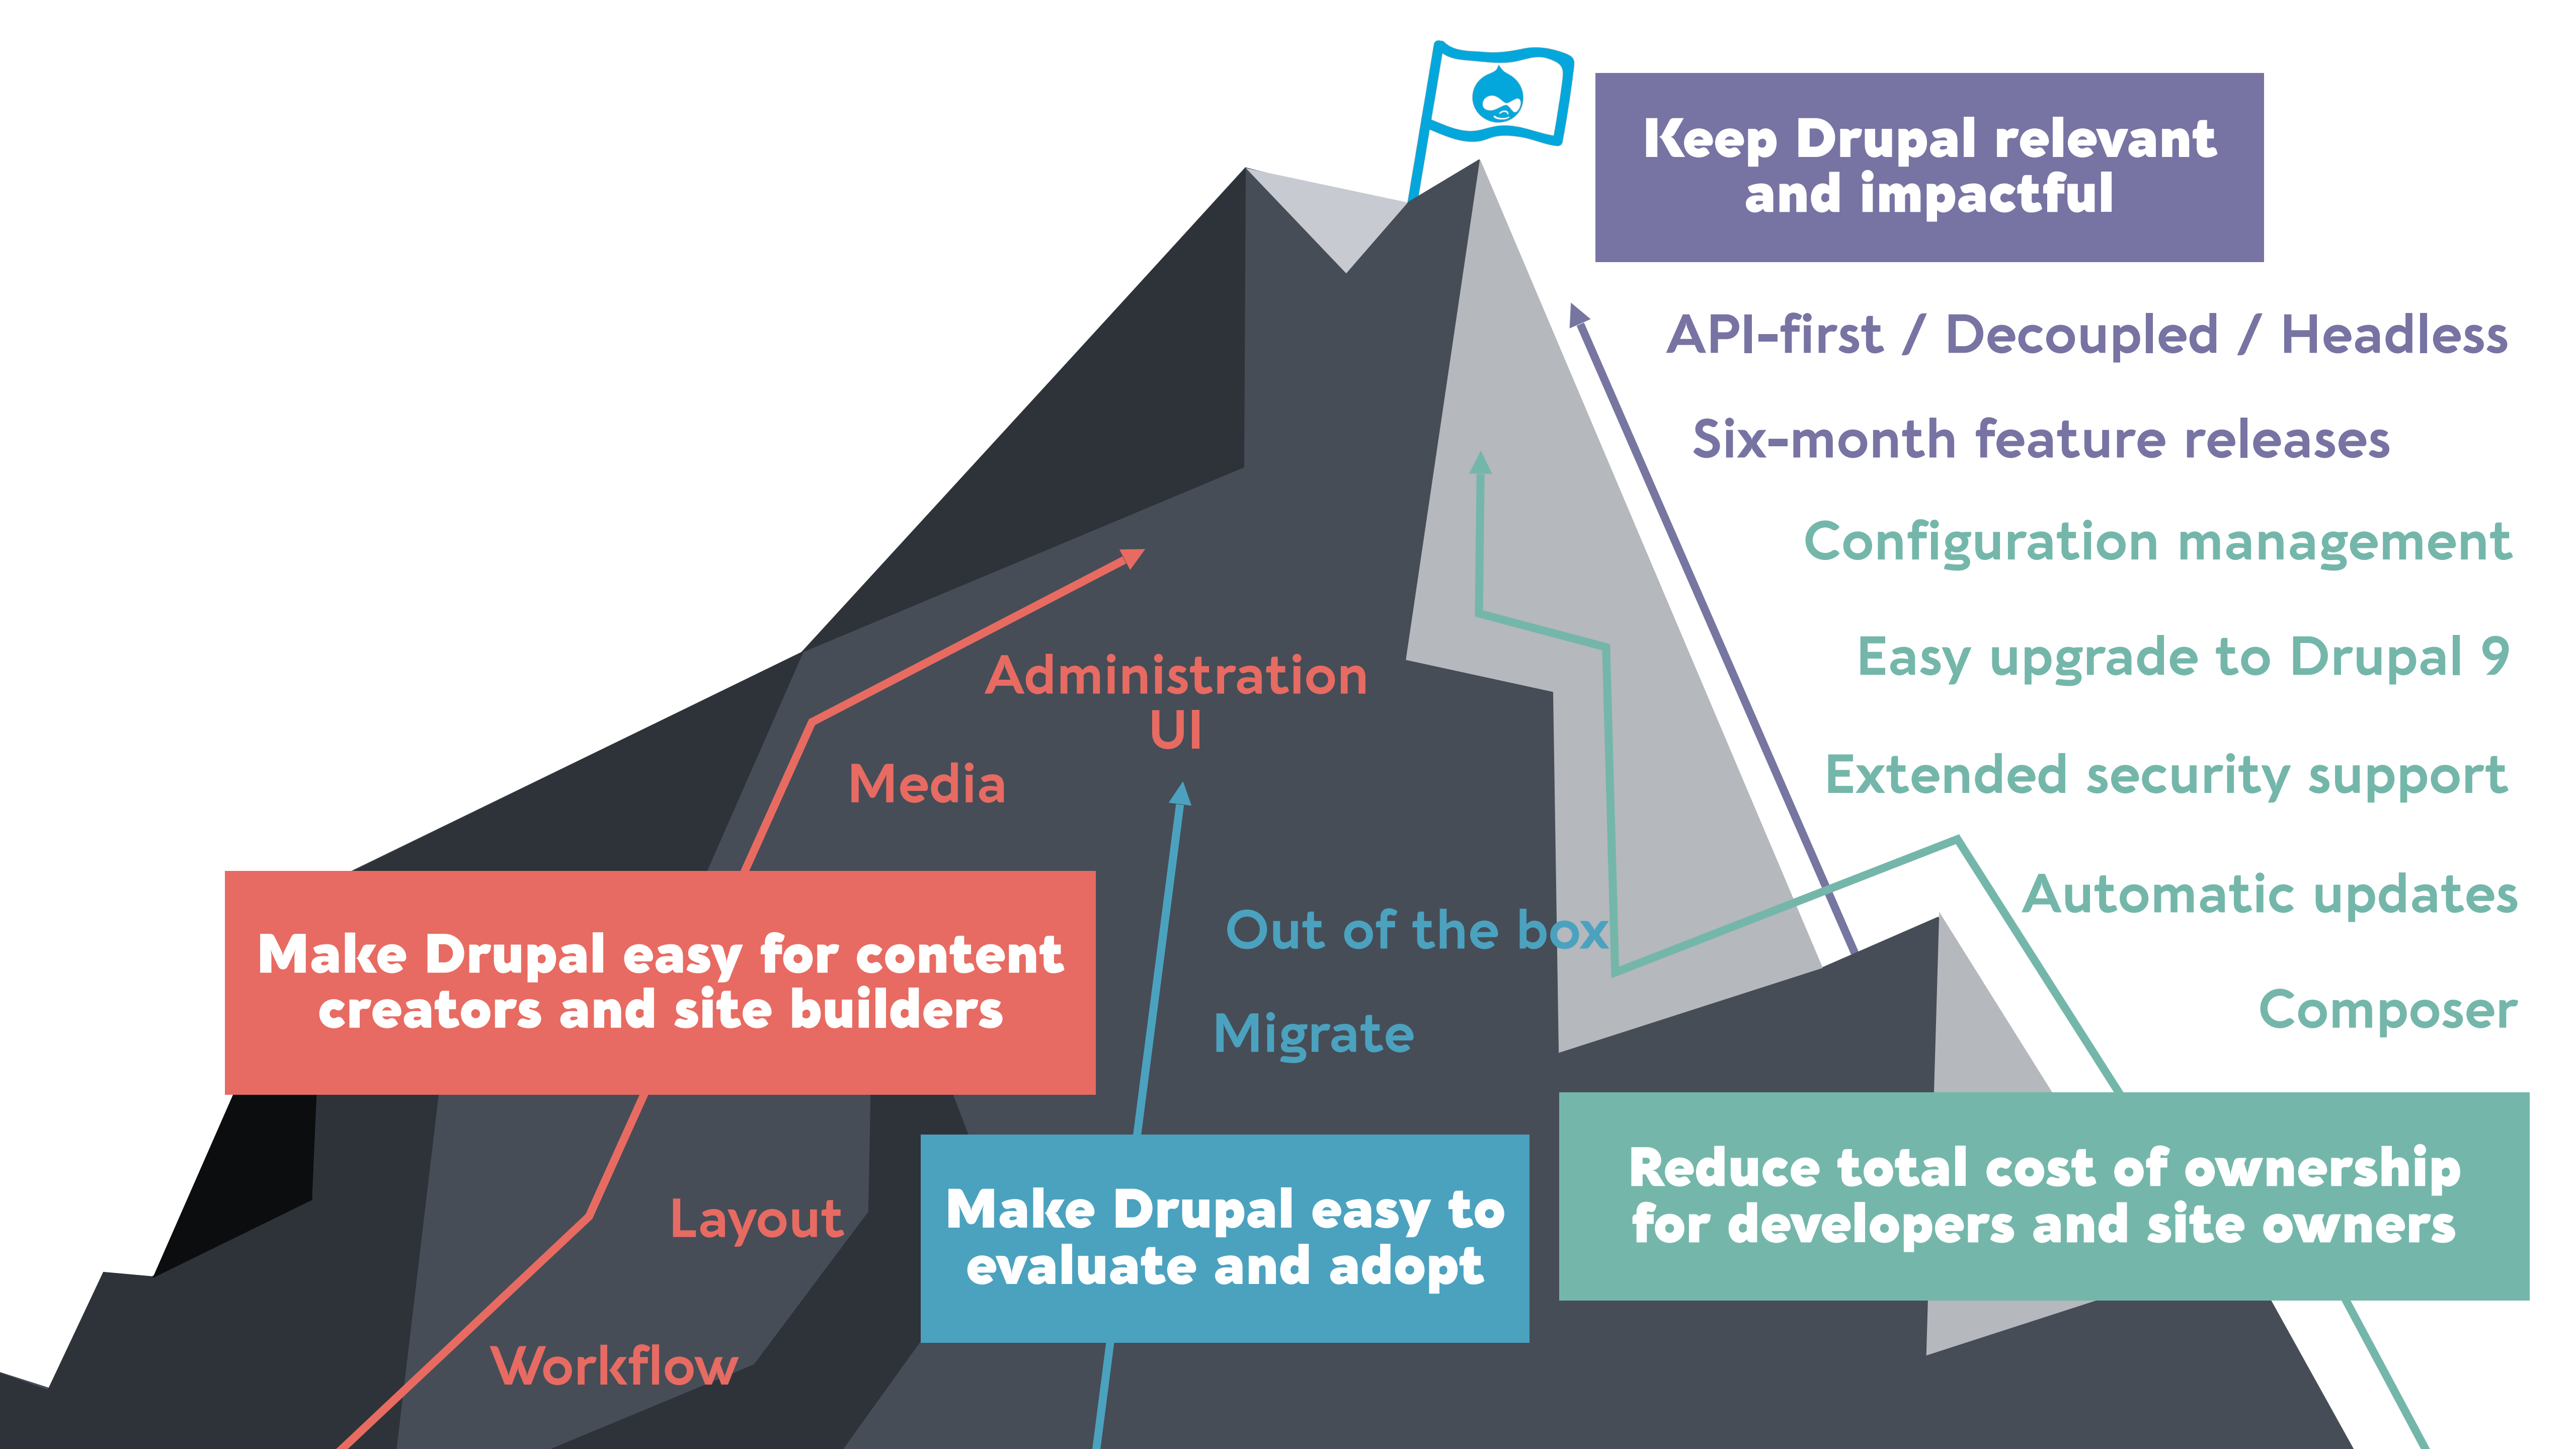 Keep Drupal relevant
and impactful
API-first / Decoupled / Headless
Six-month feature releases
Configuration management
Easy upgrade to Drupal 9
Extended security support
Automatic updates
Composer
Reduce total cost of ownership
for developers and site owners
Administration
UI
Media
Make Drupal easy for content
creators and site builders
Layout
Workflow
Out of the box
Migrate
Make Drupal easy to
evaluate and adopt